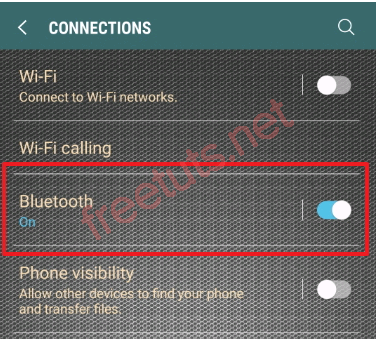 CONNECTIONS
Wi-Fi
Connect to Wi-Fi networks.
Wi-Fi calling
Bluetooth
On
freetuts.net
Phone visibility
Allow other devices to find your phone
and transfer files.